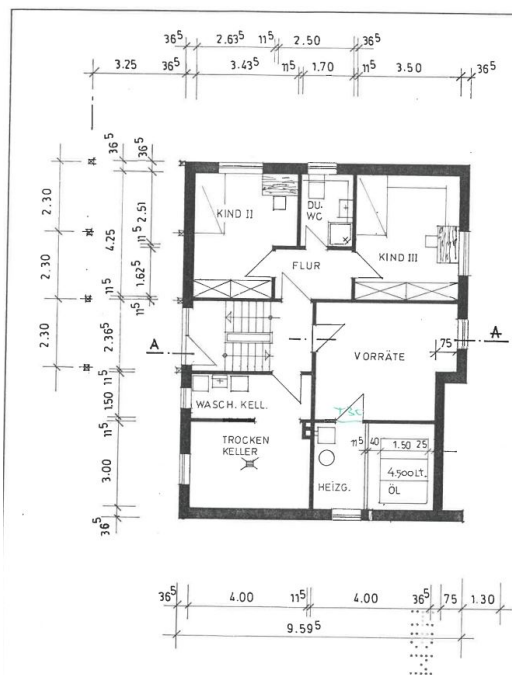 36⁵ 2.63⁵ 11⁵ 2.50 36⁵
3.25 36⁵ 3.43⁵ 11⁵ 1.70 11⁵ 3.50 36⁵
36⁵ 36⁵
2.30 4.25 2.51
11⁵
2.30 1.62⁵
11⁵ 11⁵
2.30 2.36⁵
11⁵
1.50
11⁵
3.00
36⁵
KIND II
DU.
WC
KIND III
FLUR
A A
75
VORRÄTE
WASCH. KELL.
TROCKEN
KELLER
11⁵ 40 1.50 25
4.500 LT.
ÖL
HEIZG.
36⁵ 4.00 11⁵ 4.00 36⁵ 75 1.30
9.59⁵